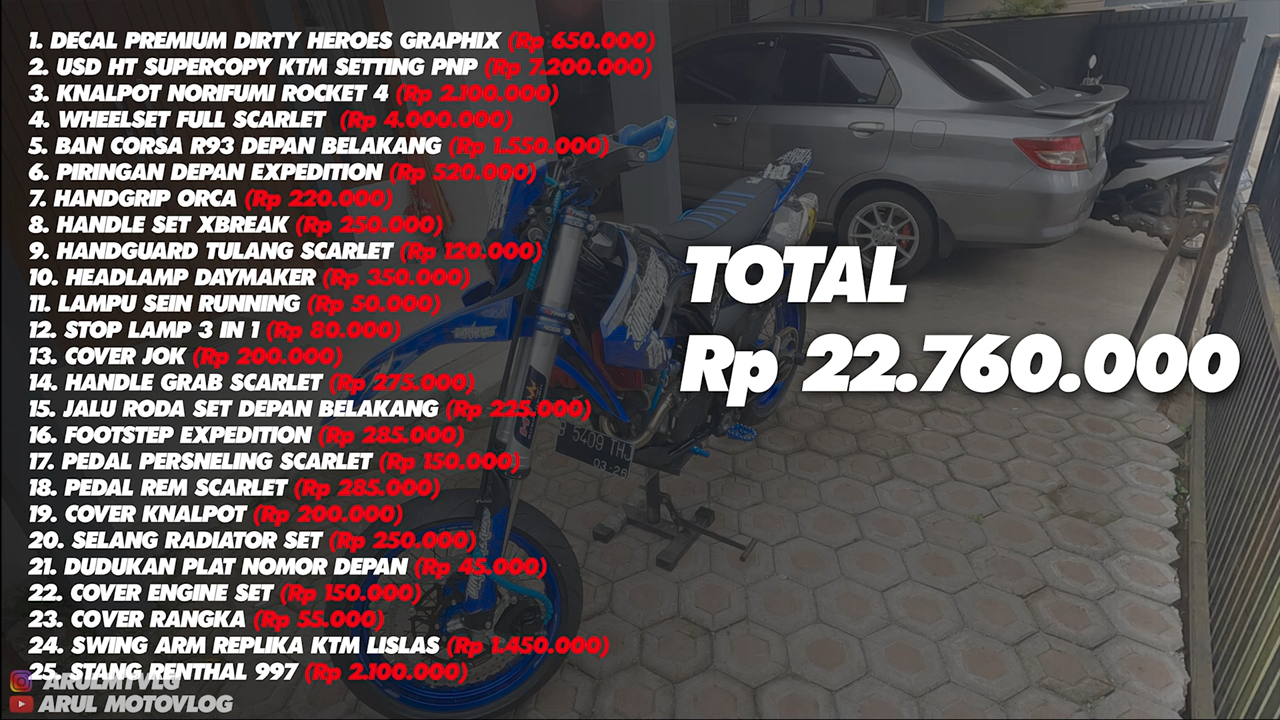 1. DECAL PREMIUM DIRTY HEROES GRAPHIX (Rp 650.000)
2. USD HT SUPERCOPY KTM SETTING PNP (Rp 7.200.000)
3. KNALPOT NORIFUMI ROCKET 4 (Rp 2.100.000)
4. WHEELSET FULL SCARLET (Rp 4.000.000)
5. BAN CORSA R93 DEPAN BELAKANG (Rp 1.550.000)
6. PIRINGAN DEPAN EXPEDITION (Rp 520.000)
7. HANDGRIP ORCA (Rp 220.000)
8. HANDLE SET XBREAK (Rp 250.000)
9. HANDGUARD TULANG SCARLET (Rp 120.000)
10. HEADLAMP DAYMAKER (Rp 350.000)
11. LAMPU SEIN RUNNING (Rp 50.000)
12. STOP LAMP 3 IN 1 (Rp 80.000)
13. COVER JOK (Rp 200.000)
14. HANDLE GRAB SCARLET (Rp 275.000)
15. JALU RODA SET DEPAN BELAKANG (Rp 225.000)
16. FOOTSTEP EXPEDITION (Rp 285.000)
17. PEDAL PERSNELING SCARLET (Rp 150.000)
18. PEDAL REM SCARLET (Rp 285.000)
19. COVER KNALPOT (Rp 200.000)
20. SELANG RADIATOR SET (Rp 250.000)
21. DUDUKAN PLAT NOMOR DEPAN (Rp 45.000)
22. COVER ENGINE SET (Rp 150.000)
23. COVER RANGKA (Rp 55.000)
24. SWING ARM REPLIKA KTM LISLAS (Rp 1.450.000)
25. STANG RENTHAL 997 (Rp 2.100.000)
ARULMTVLG
ARUL MOTOVLOG
TOTAL
Rp 22.760.000
B 5409 THJ
03·26